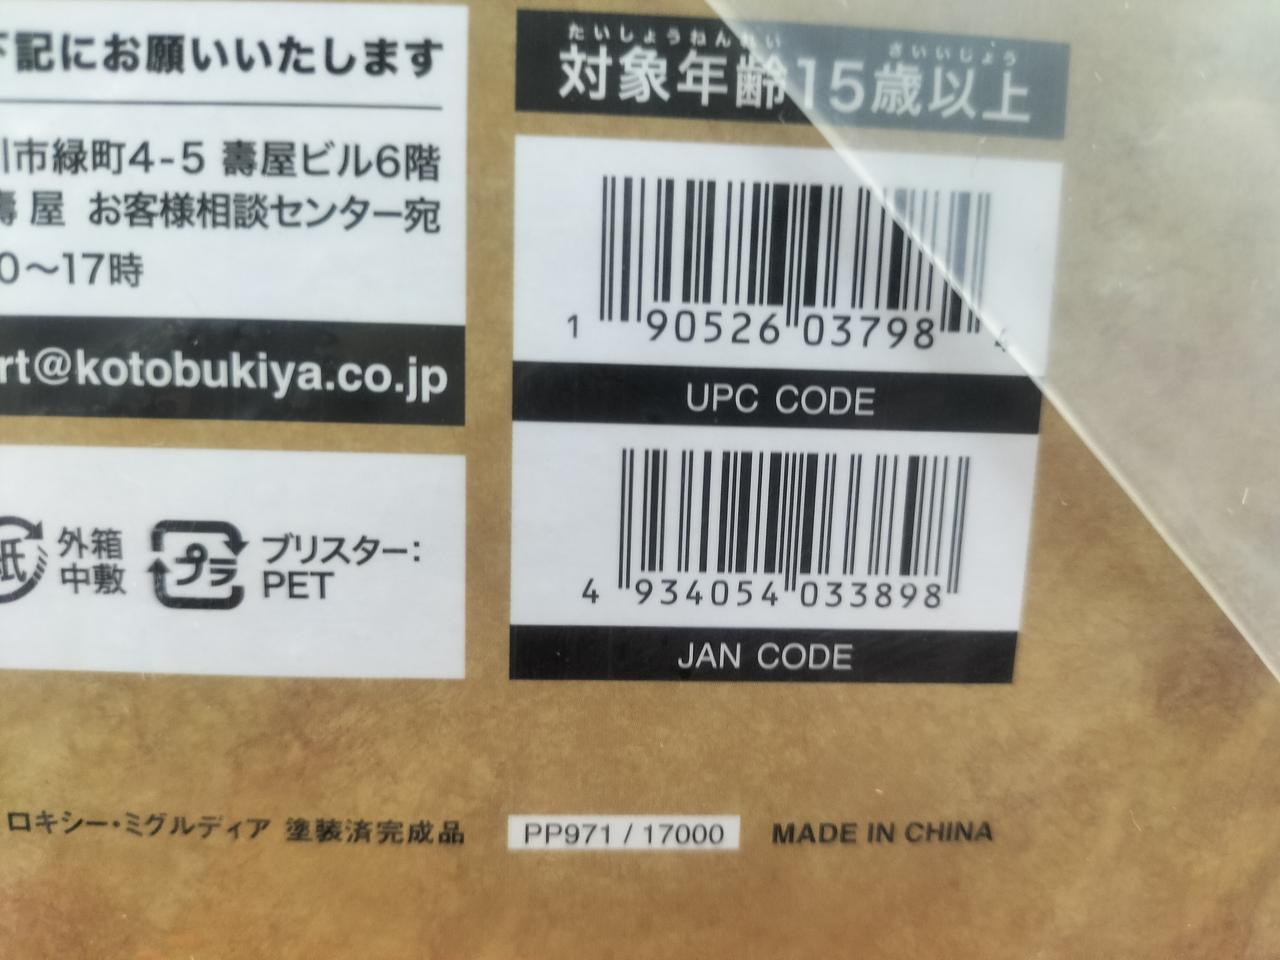 下記にお願いいたします
川市緑町4-5 壽屋ビル6階
壽 屋 お客様相談センター宛
0〜17時
rt@kotobukiya.co.jp
紙
外箱
中敷
プラ
ブリスター:
PET
たいしょうねんれい さいいじょう
対象年齢15歳以上
1 90526 03798 4
UPC CODE
4 934054 033898
JAN CODE
ロキシー・ミグルディア 塗装済完成品 PP971 / 17000 MADE IN CHINA